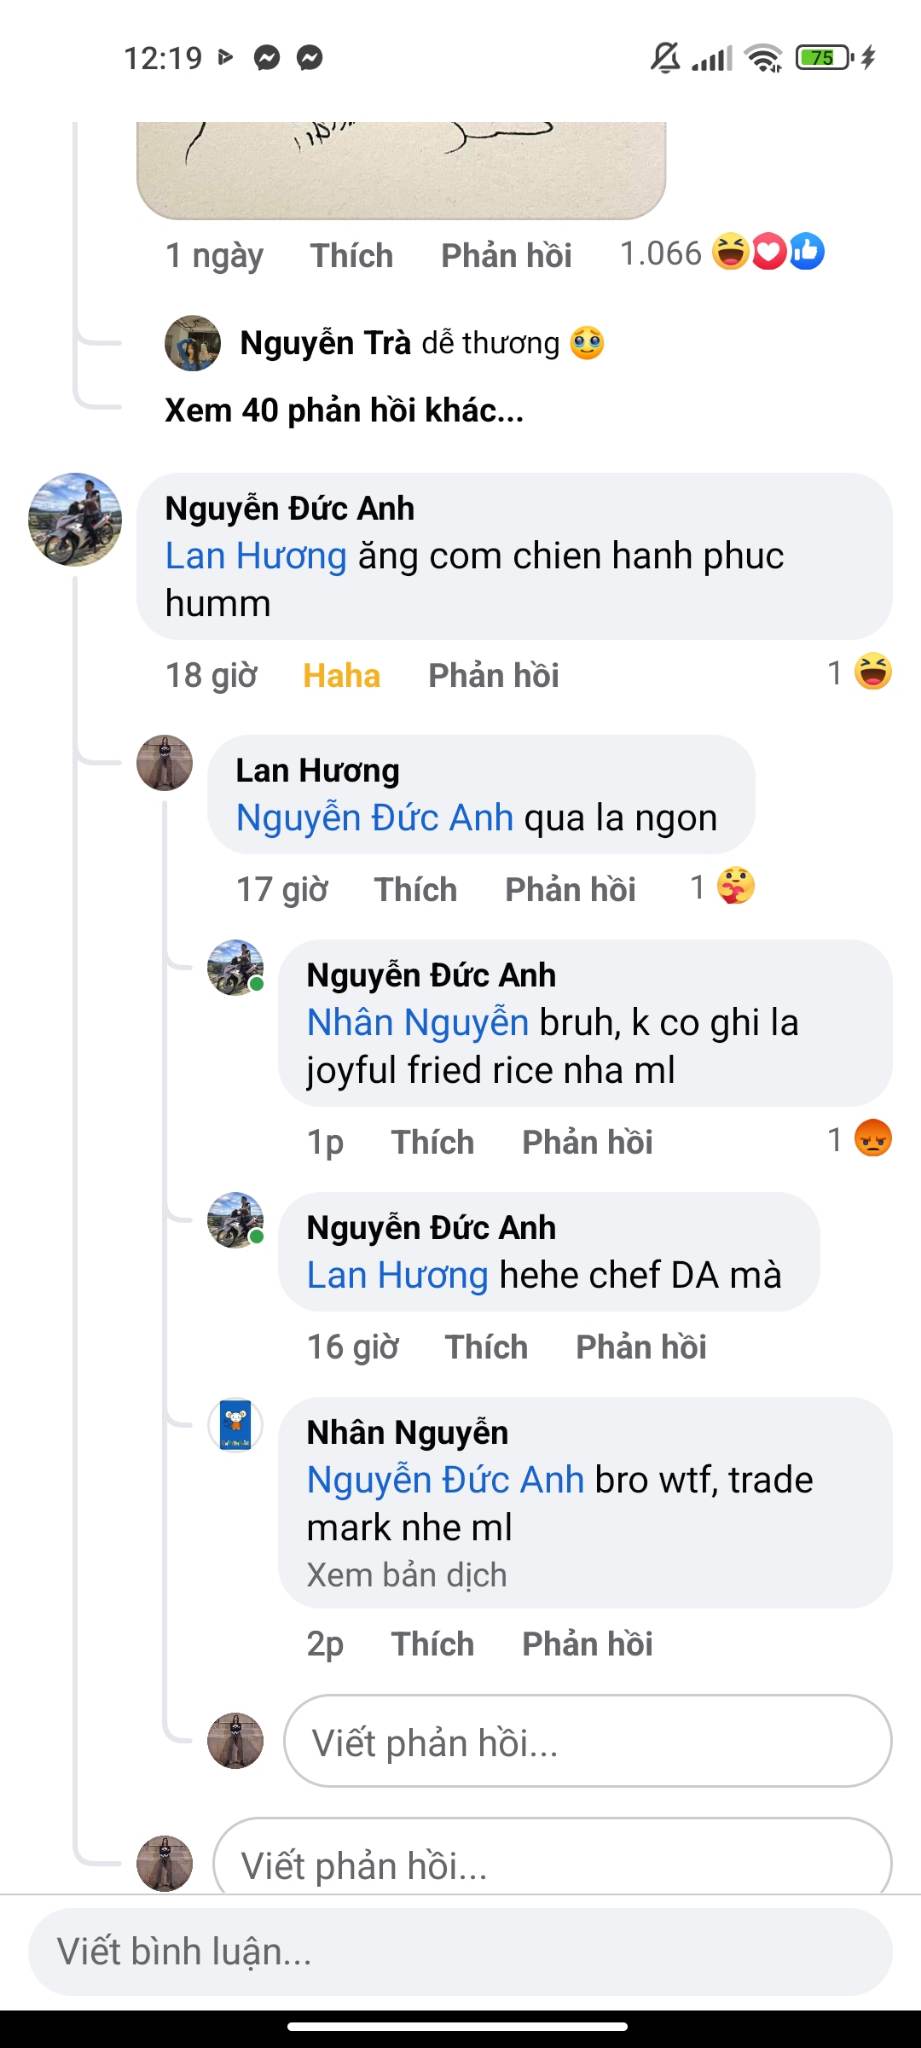 12:19
75
1 ngày Thích Phản hồi 1.066
Nguyễn Trà dễ thương 🥹
Xem 40 phản hồi khác...
Nguyễn Đức Anh
Lan Hương ăng com chien hanh phuc
humm
18 giờ Haha Phản hồi 1
Lan Hương
Nguyễn Đức Anh qua la ngon
17 giờ Thích Phản hồi 1
Nguyễn Đức Anh
Nhân Nguyễn bruh, k co ghi la
joyful fried rice nha ml
1p Thích Phản hồi 1
Nguyễn Đức Anh
Lan Hương hehe chef DA mà
16 giờ Thích Phản hồi
Nhân Nguyễn
Nguyễn Đức Anh bro wtf, trade
mark nhe ml
Xem bản dịch
2p Thích Phản hồi
Viết phản hồi...
Viết phản hồi...
Viết bình luận...